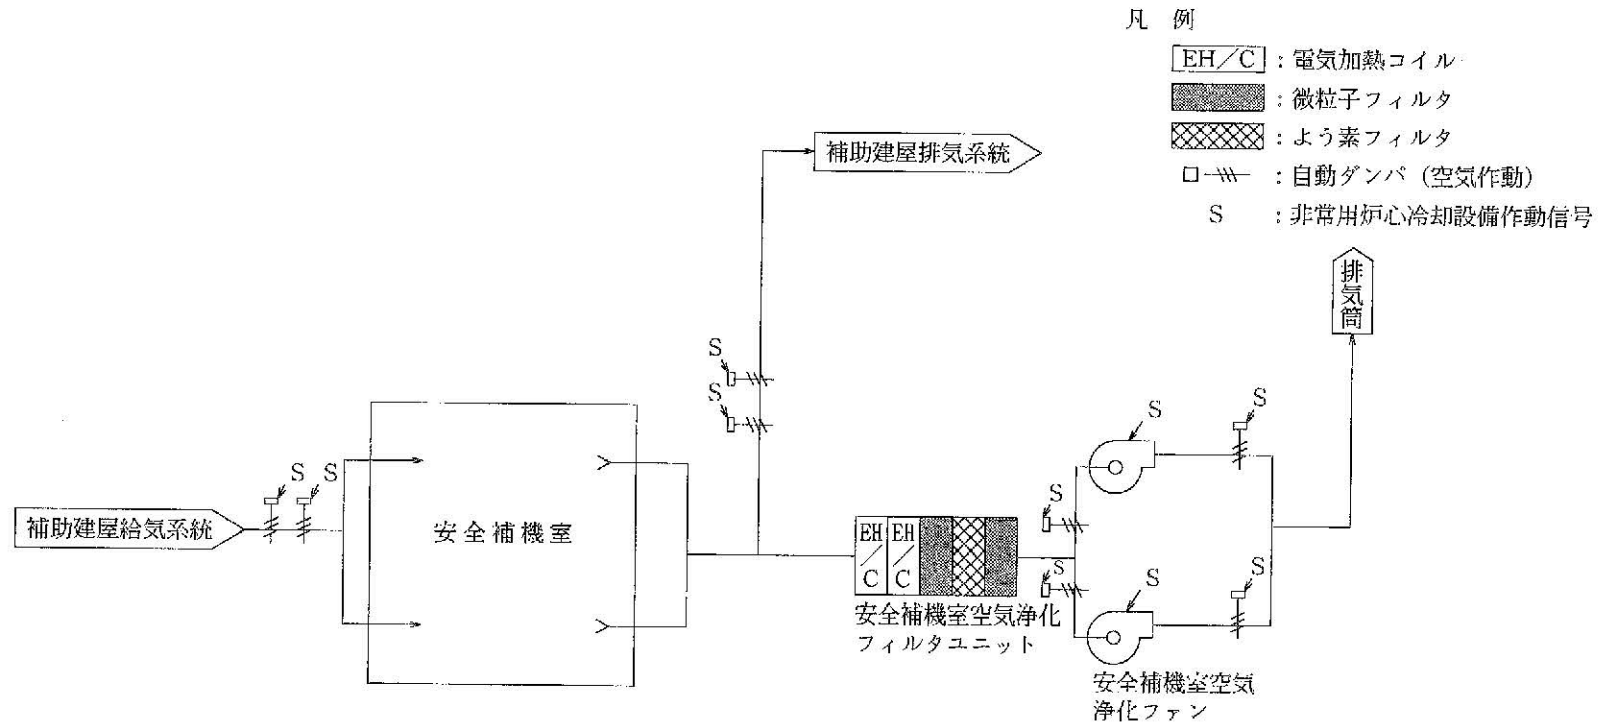 凡 例
EH/C : 電気加熱コイル
: 微粒子フィルタ
: よう素フィルタ
: 自動ダンパ (空気作動)
S : 非常用炉心冷却設備作動信号
補助建屋排気系統
排気筒
S
S
S
S
S
S
補助建屋給気系統
安全補機室
S
EH/C
EH/C
S
S
S
安全補機室空気浄化
フィルタユニット
安全補機室空気
浄化ファン